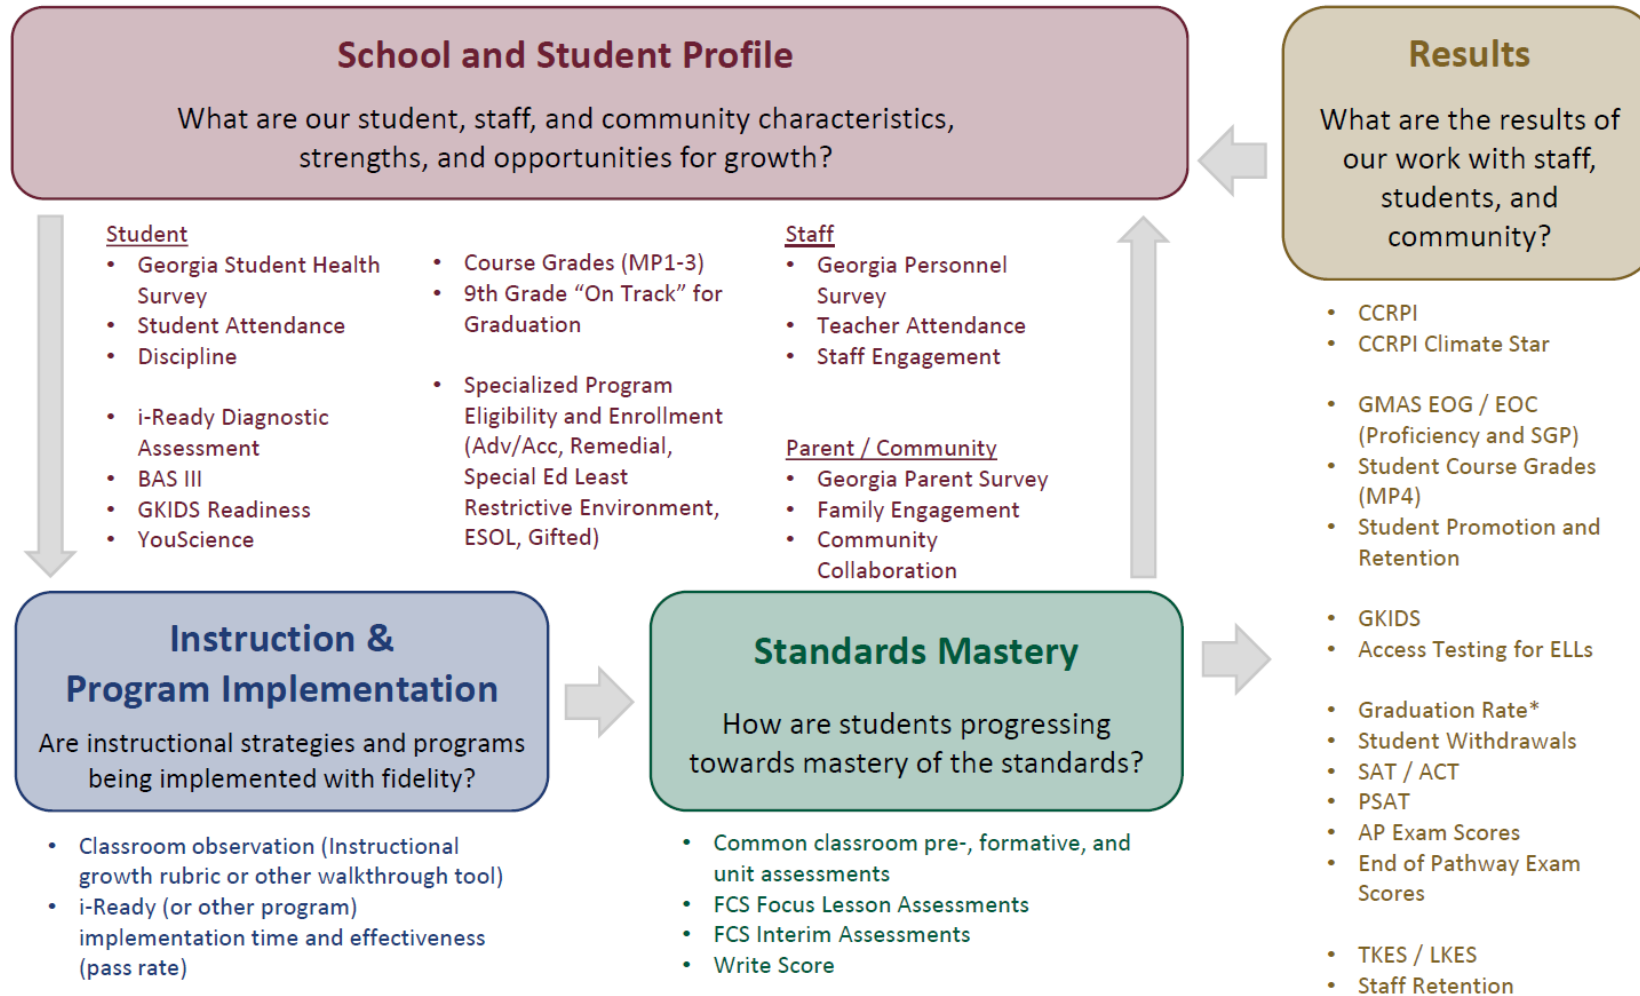 School and Student Profile
What are our student, staff, and community characteristics,
strengths, and opportunities for growth?
Results
What are the results of
our work with staff,
students, and
community?
Student
• Georgia Student Health
Survey
• Student Attendance
• Discipline
• i-Ready Diagnostic
Assessment
• BAS III
• GKIDS Readiness
• YouScience
• Course Grades (MP1-3)
• 9th Grade “On Track” for
Graduation
• Specialized Program
Eligibility and Enrollment
(Adv/Acc, Remedial,
Special Ed Least
Restrictive Environment,
ESOL, Gifted)
Staff
• Georgia Personnel
Survey
• Teacher Attendance
• Staff Engagement
Parent / Community
• Georgia Parent Survey
• Family Engagement
• Community
Collaboration
• CCRPI
• CCRPI Climate Star
• GMAS EOG / EOC
(Proficiency and SGP)
• Student Course Grades
(MP4)
• Student Promotion and
Retention
• GKIDS
• Access Testing for ELLs
• Graduation Rate*
• Student Withdrawals
• SAT / ACT
• PSAT
• AP Exam Scores
• End of Pathway Exam
Scores
• TKES / LKES
• Staff Retention
Instruction &
Program Implementation
Are instructional strategies and programs
being implemented with fidelity?
• Classroom observation (Instructional
growth rubric or other walkthrough tool)
• i-Ready (or other program)
implementation time and effectiveness
(pass rate)
Standards Mastery
How are students progressing
towards mastery of the standards?
• Common classroom pre-, formative, and
unit assessments
• FCS Focus Lesson Assessments
• FCS Interim Assessments
• Write Score